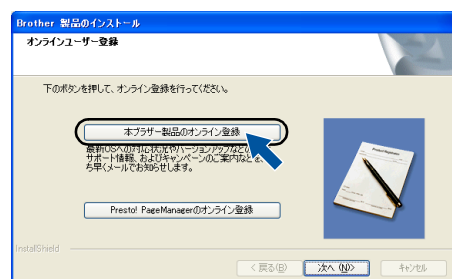 Brother 製品のインストール
オンラインユーザー登録
下のボタンを押して、オンライン登録を行ってください。
本ブラザー製品のオンライン登録
最新OSへの対応状況やバージョンアップなどの
サポート情報、およびキャンペーンのご案内などを
ち早くメールでお知らせします。
Presto! PageManagerのオンライン登録
InstallShield
< 戻る(B)
次へ (N)>
キャンセル